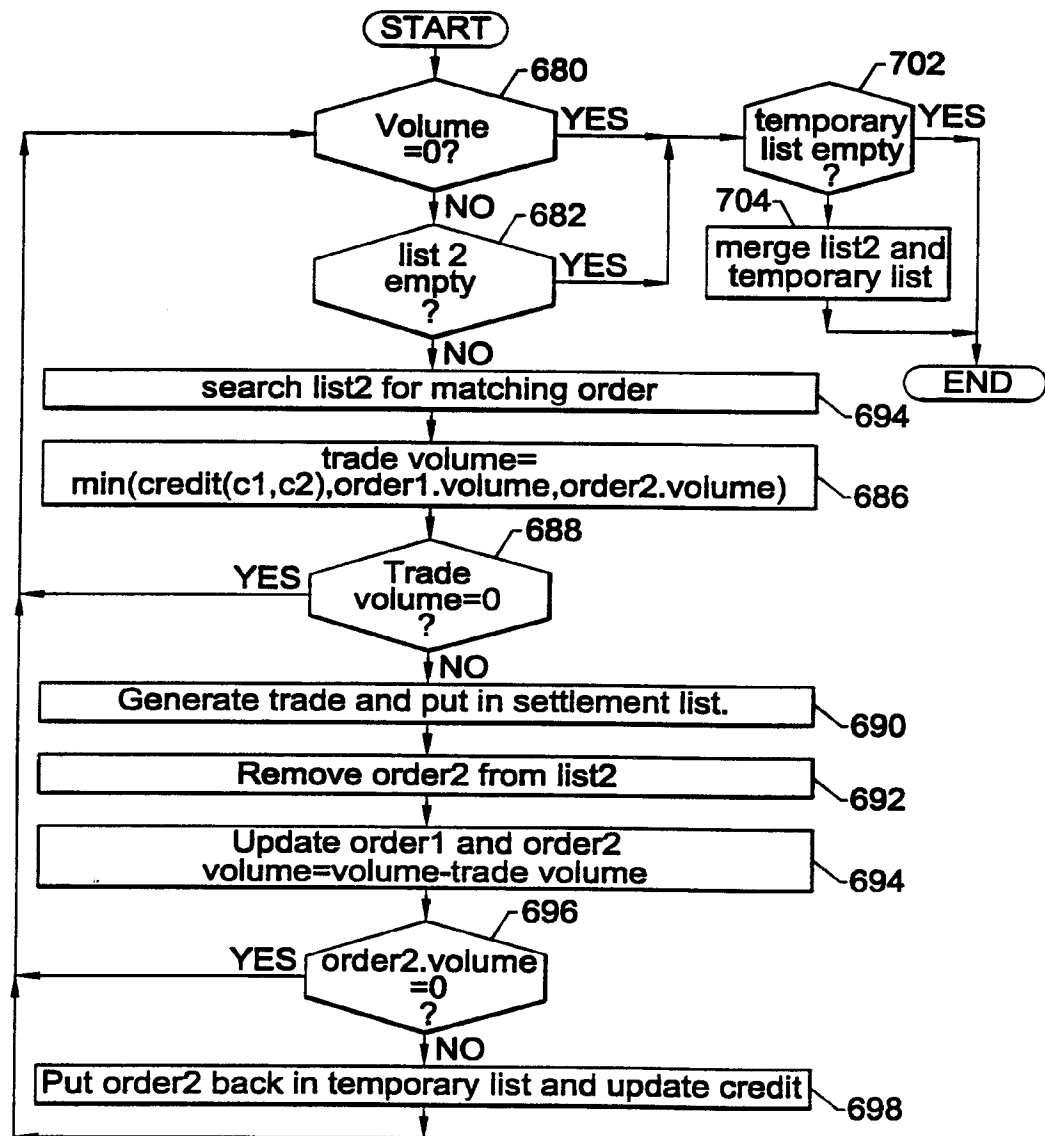 START
680
Volume
=0?
YES
NO
702
temporary
list empty
?
YES
682
list 2
empty
?
YES
NO
704
merge list2 and
temporary list
END
search list2 for matching order
694
trade volume=
min(credit(c1,c2),order1.volume,order2.volume)
686
688
Trade
volume=0
?
YES
NO
Generate trade and put in settlement list.
690
Remove order2 from list2
692
Update order1 and order2
volume=volume-trade volume
694
696
order2.volume
=0
?
YES
NO
Put order2 back in temporary list and update credit
698